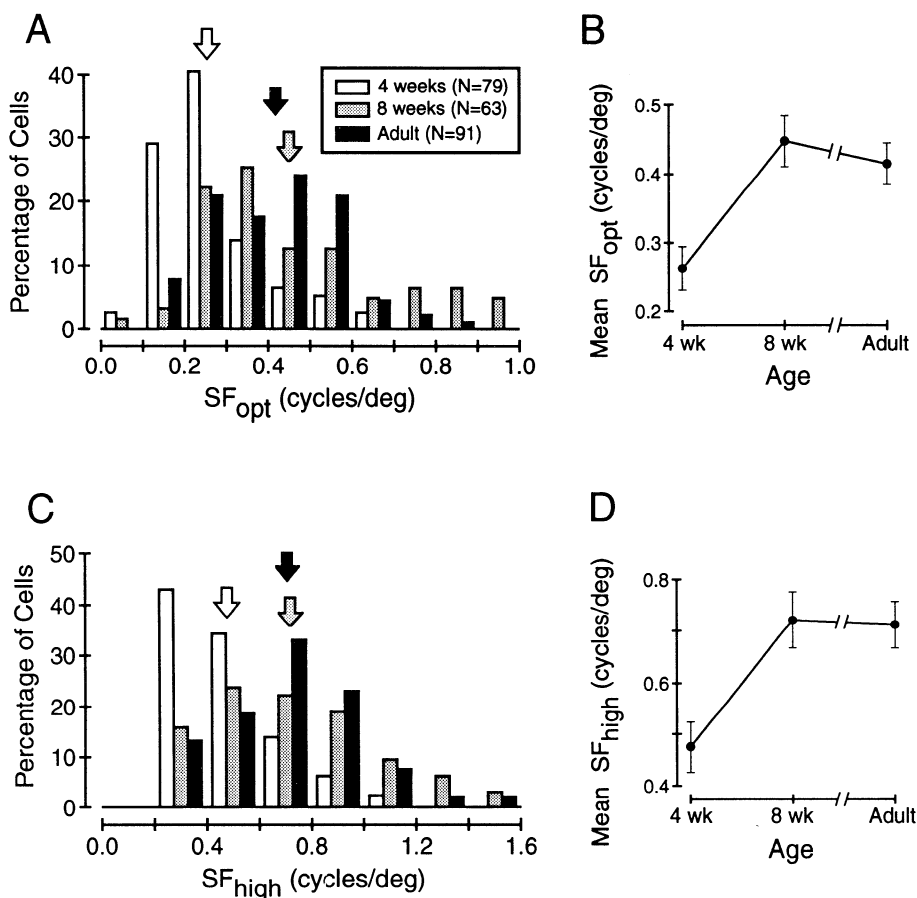 A
Percentage of Cells
40
30
20
10
0
4 weeks (N=79)
8 weeks (N=63)
Adult (N=91)
0.0 0.2 0.4 0.6 0.8 1.0
SFopt (cycles/deg)
B
Mean SFopt (cycles/deg)
0.5
0.4
0.3
0.2
4 wk 8 wk Adult
Age
C
Percentage of Cells
50
40
30
20
10
0
0.0 0.4 0.8 1.2 1.6
SFhigh (cycles/deg)
D
Mean SFhigh (cycles/deg)
0.8
0.6
0.4
4 wk 8 wk Adult
Age